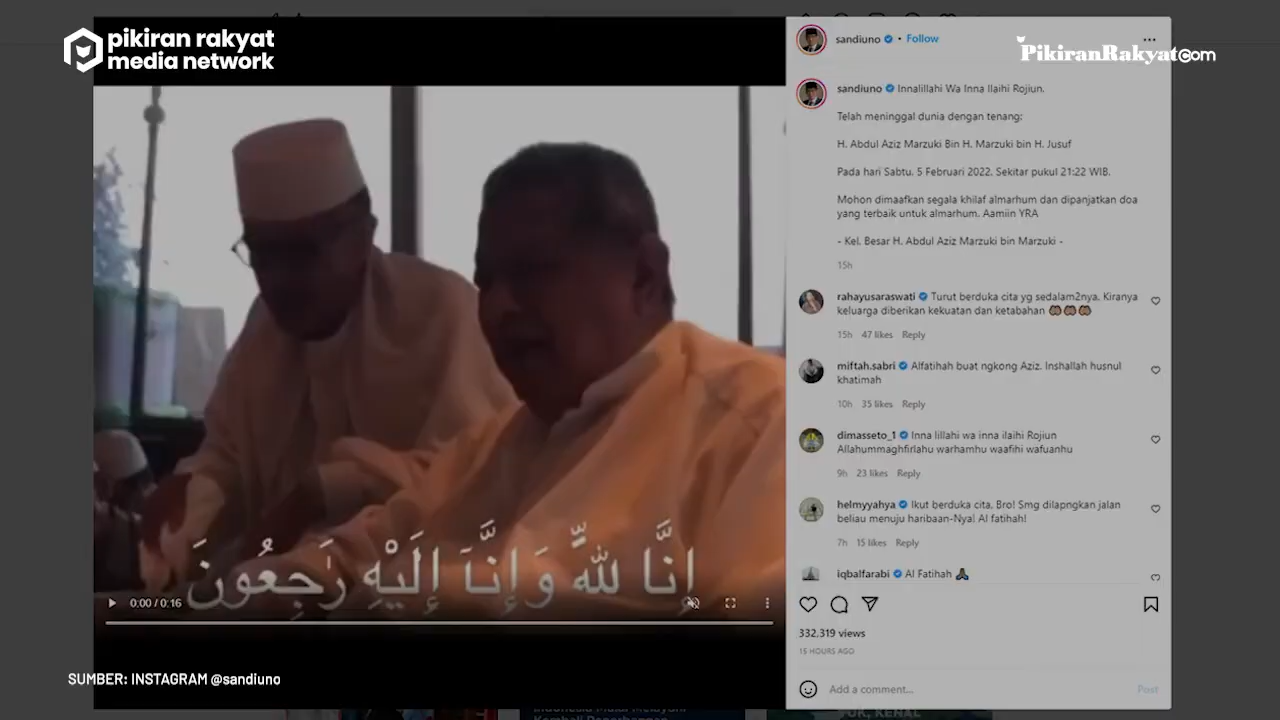 pikiran rakyat
media network
PikiranRakyat.com
sandiuno • Follow
sandiuno Innalillahi Wa Inna Ilaihi Rojiun.
Telah meninggal dunia dengan tenang:
H. Abdul Aziz Marzuki Bin H. Marzuki bin H. Jusuf
Pada hari Sabtu, 5 Februari 2022. Sekitar pukul 21:22 WIB.
Mohon dimaafkan segala khilaf almarhum dan dipanjatkan doa
yang terbaik untuk almarhum. Aamiin YRA
- Kel. Besar H. Abdul Aziz Marzuki bin Marzuki -
15h
rahayusaraswati Turut berduka cita yg sedalam2nya. Kiranya
keluarga diberikan kekuatan dan ketabahan
15h 47 likes Reply
miftah.sabri Alfatihah buat ngkong Aziz. Inshallah husnul
khatimah
10h 35 likes Reply
dimasseto_1 Inna lillahi wa inna ilaihi Rojiun
Allahummaghfirlahu warhamhu waafihi wafuanhu
9h 23 likes Reply
helmyyahya Ikut berduka cita, Bro! Smg dilapngkan jalan
beliau menuju haribaan-Nya! Al fatihah!
7h 15 likes Reply
iqbalfarabi Al Fatihah
332.319 views
15 HOURS AGO
Add a comment... Post
إِنَّا لِلَّهِ وَإِنَّآ إِلَيْهِ رَٰجِعُونَ
0:00 / 0:16
SUMBER: INSTAGRAM @sandiuno